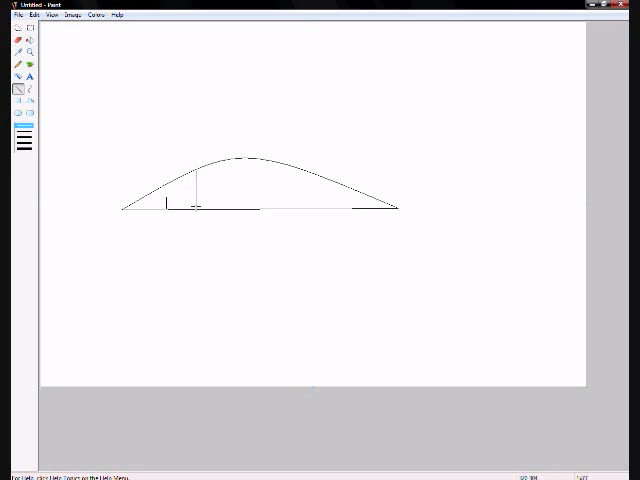 Untitled - Paint
File Edit View Image Colors Help
A
For Help, click Help Topics on the Help Menu.